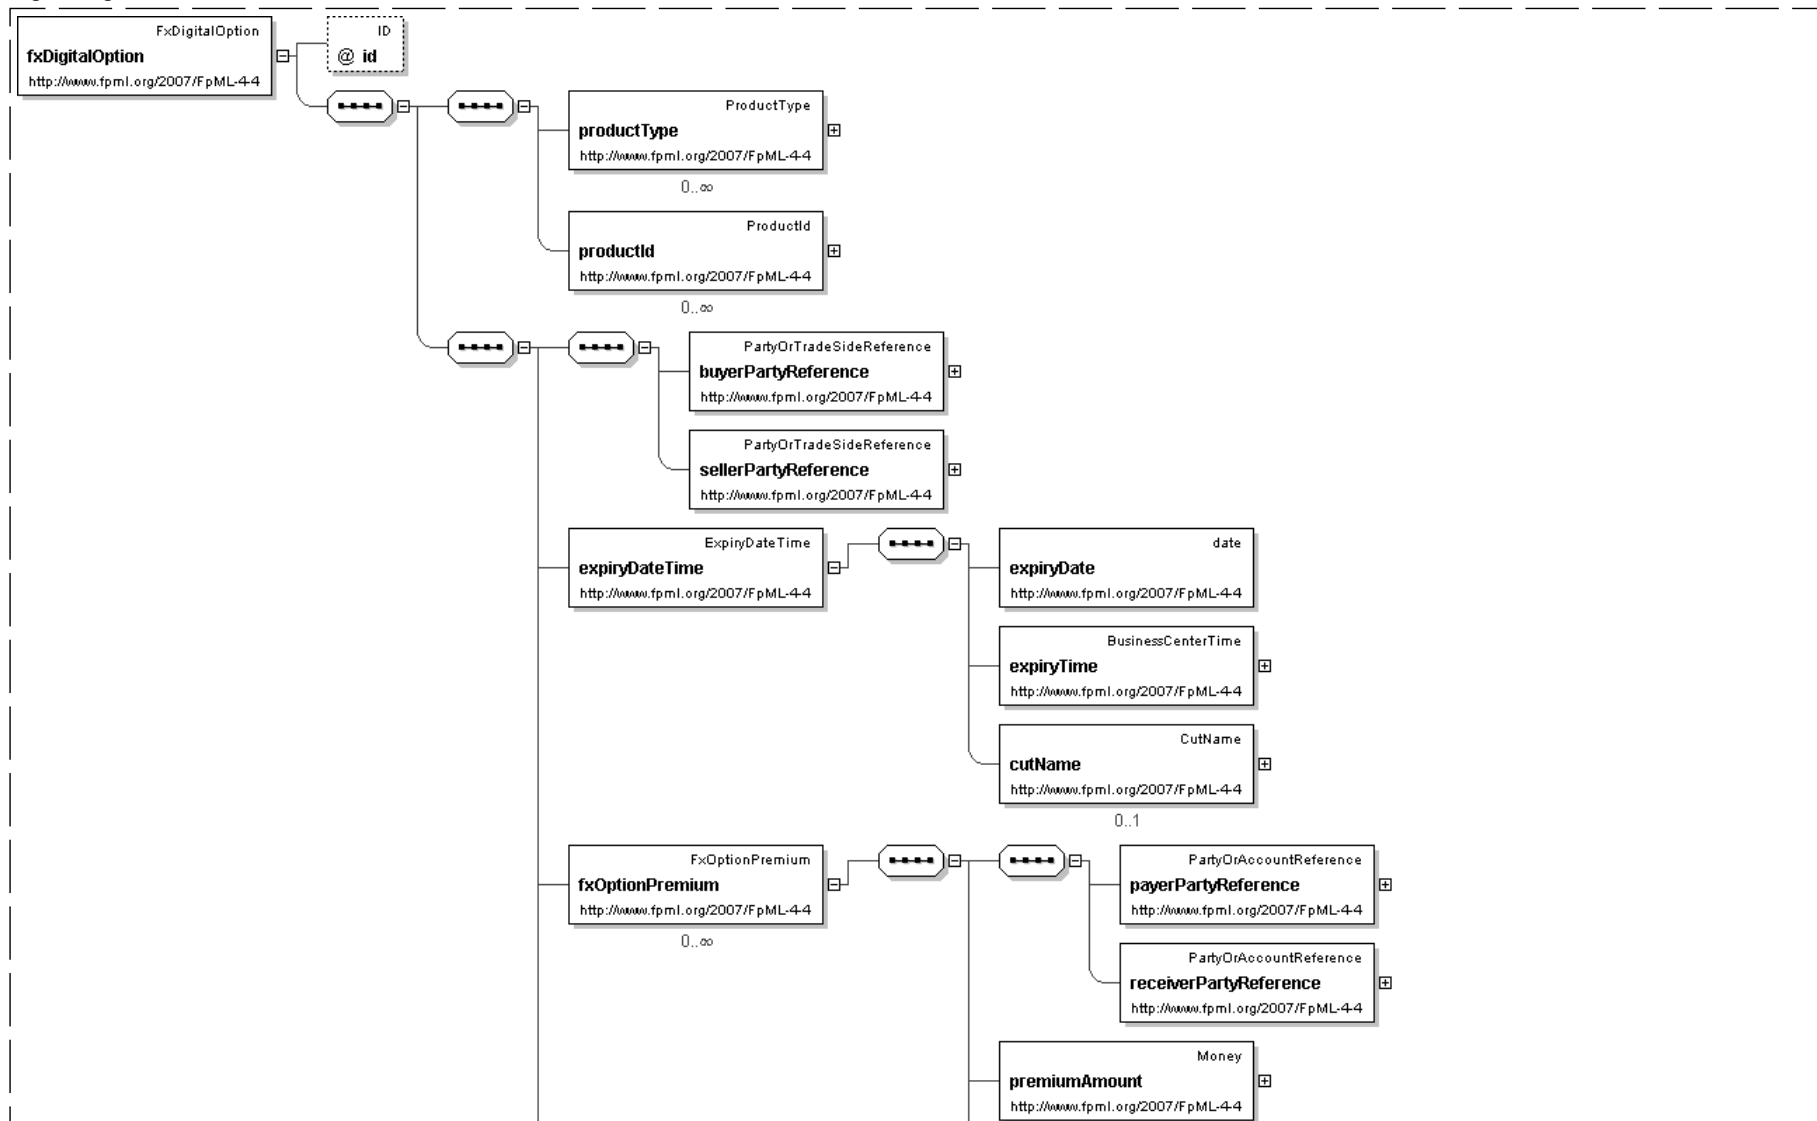 FxDigitalOption
fxDigitalOption
http://www.fpml.org/2007/FpML-4-4
ID
@ id
ProductType
productType
http://www.fpml.org/2007/FpML-4-4
0..∞
ProductId
productId
http://www.fpml.org/2007/FpML-4-4
0..∞
PartyOrTradeSideReference
buyerPartyReference
http://www.fpml.org/2007/FpML-4-4
PartyOrTradeSideReference
sellerPartyReference
http://www.fpml.org/2007/FpML-4-4
ExpiryDateTime
expiryDateTime
http://www.fpml.org/2007/FpML-4-4
date
expiryDate
http://www.fpml.org/2007/FpML-4-4
BusinessCenterTime
expiryTime
http://www.fpml.org/2007/FpML-4-4
CutName
cutName
http://www.fpml.org/2007/FpML-4-4
0..1
FxOptionPremium
fxOptionPremium
http://www.fpml.org/2007/FpML-4-4
0..∞
PartyOrAccountReference
payerPartyReference
http://www.fpml.org/2007/FpML-4-4
PartyOrAccountReference
receiverPartyReference
http://www.fpml.org/2007/FpML-4-4
Money
premiumAmount
http://www.fpml.org/2007/FpML-4-4